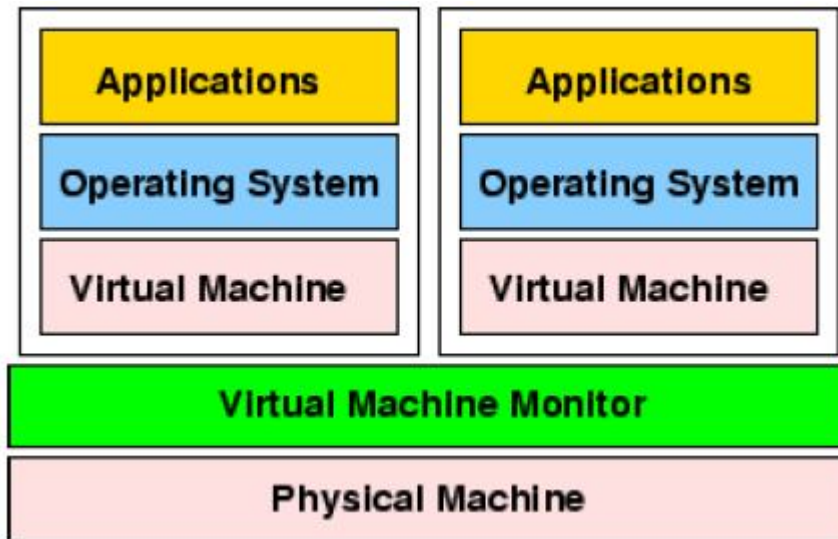 Applications
Operating System
Virtual Machine
Applications
Operating System
Virtual Machine
Virtual Machine Monitor
Physical Machine